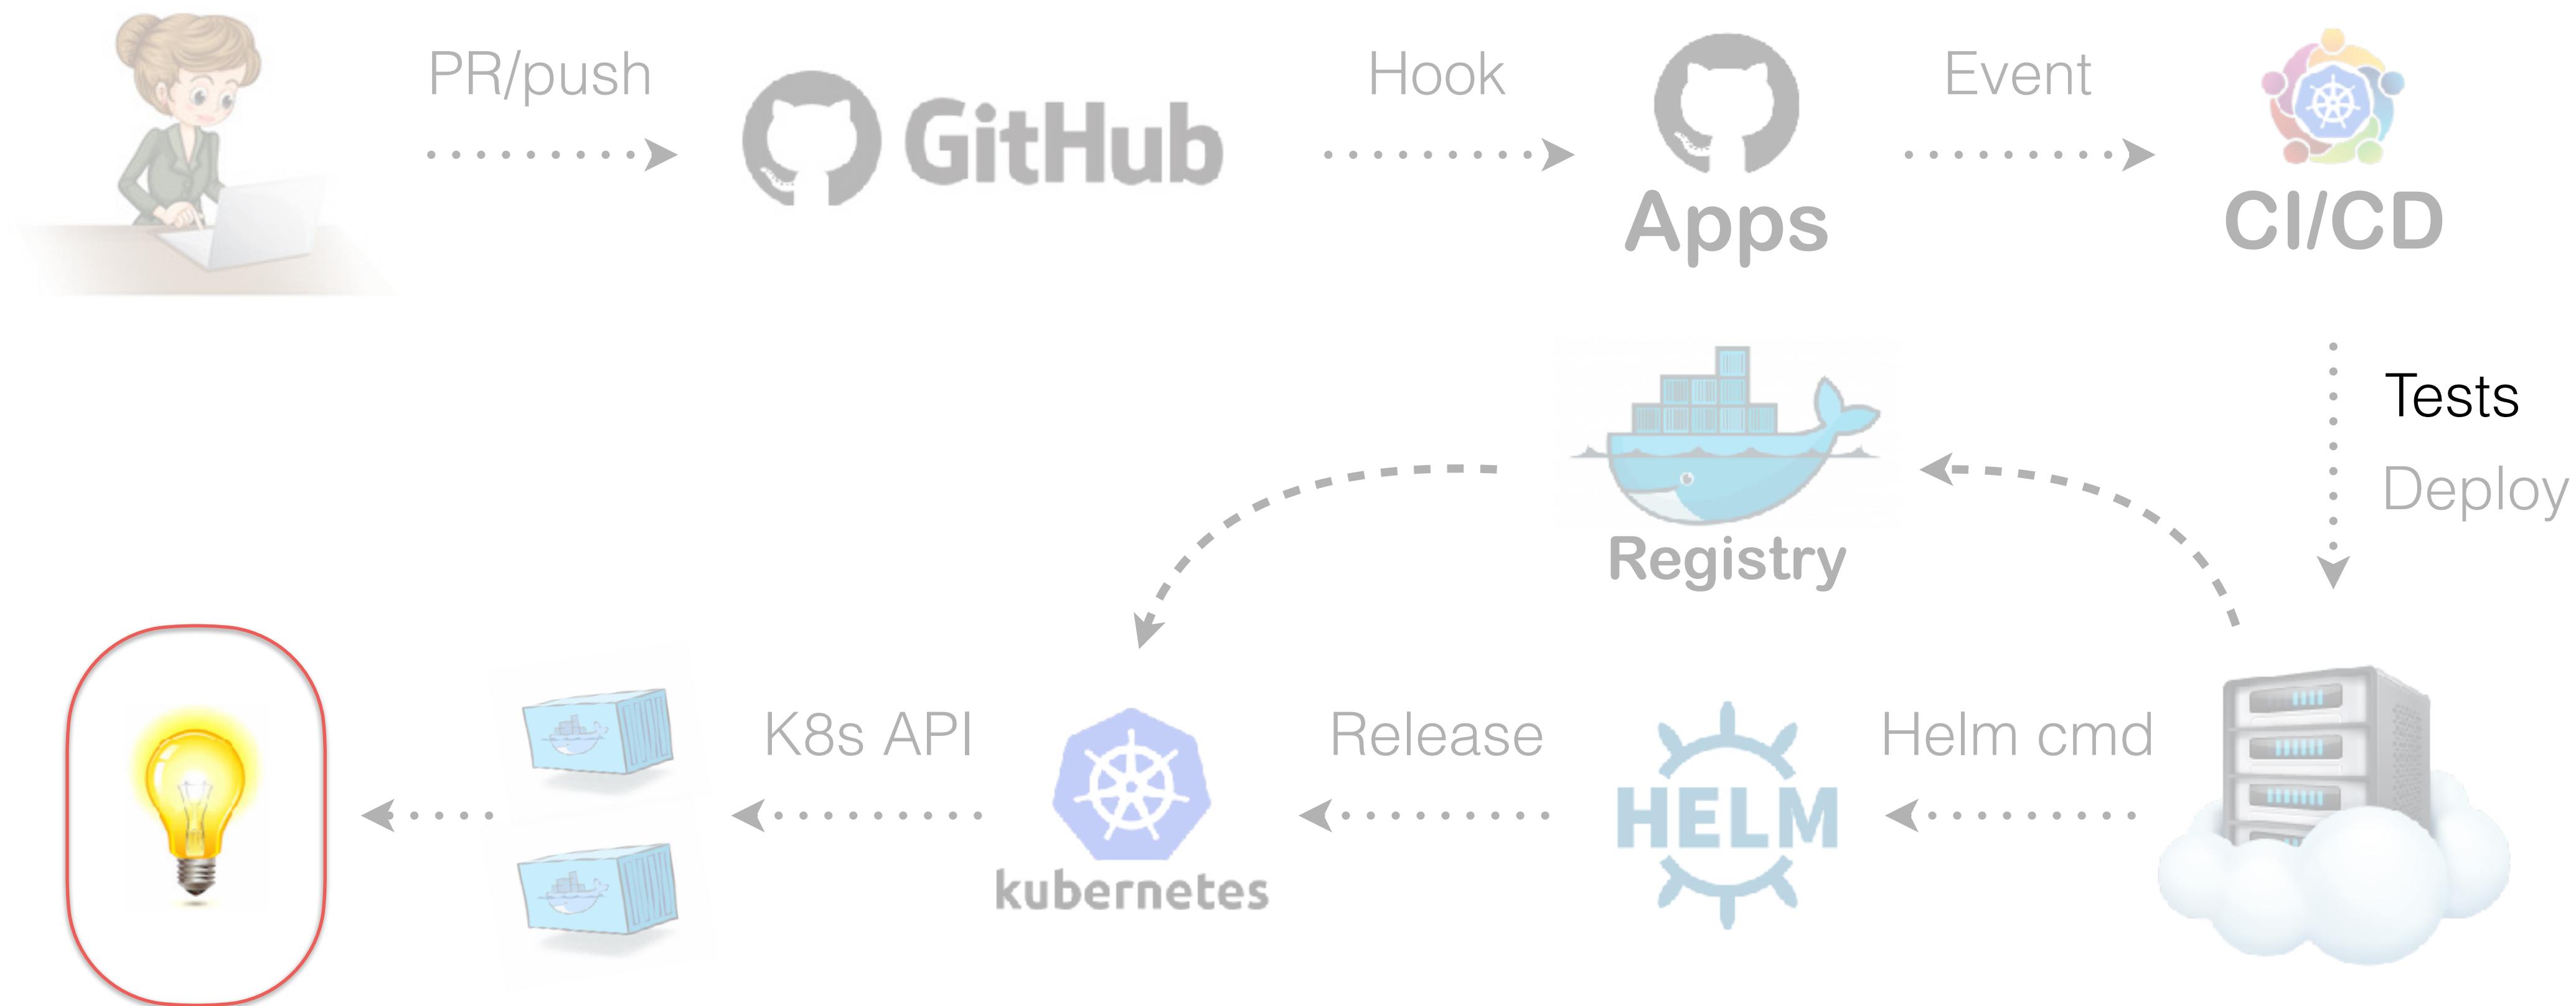 PR/push
GitHub
Hook
Apps
Event
CI/CD
Tests
Deploy
Registry
K8s API
kubernetes
Release
HELM
Helm cmd